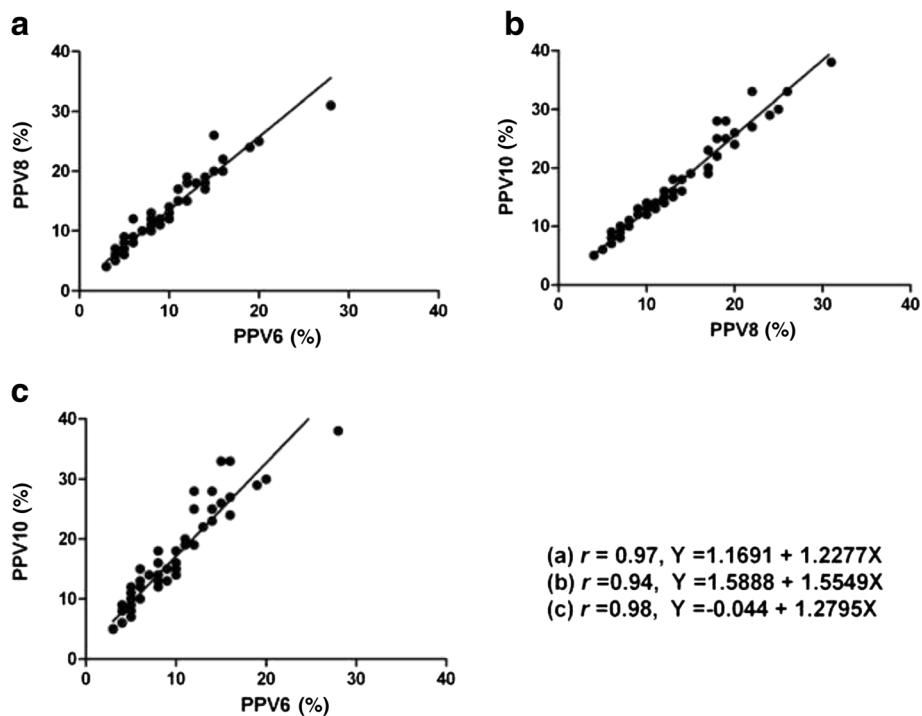 a
40
30
20
10
0
PPV8 (%)
0 10 20 30 40
PPV6 (%)
b
40
30
20
10
0
PPV10 (%)
0 10 20 30 40
PPV8 (%)
c
40
30
20
10
0
PPV10 (%)
0 10 20 30 40
PPV6 (%)
(a) r = 0.97, Y =1.1691 + 1.2277X
(b) r =0.94, Y =1.5888 + 1.5549X
(c) r =0.98, Y =-0.044 + 1.2795X